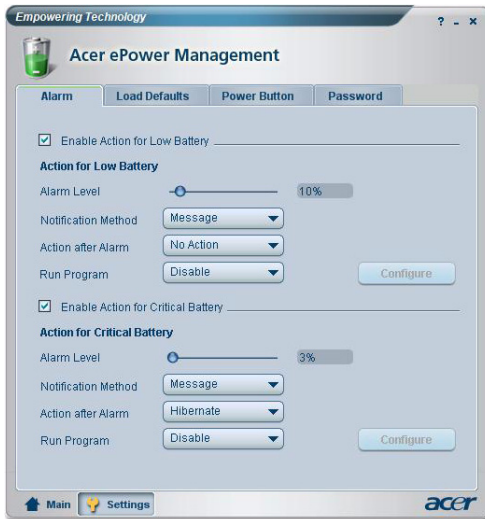 Empowering Technology
? - x
Acer ePower Management
Alarm Load Defaults Power Button Password
Enable Action for Low Battery
Action for Low Battery
Alarm Level 10%
Notification Method Message
Action after Alarm No Action
Run Program Disable Configure
Enable Action for Critical Battery
Action for Critical Battery
Alarm Level 3%
Notification Method Message
Action after Alarm Hibernate
Run Program Disable Configure
Main Settings acer